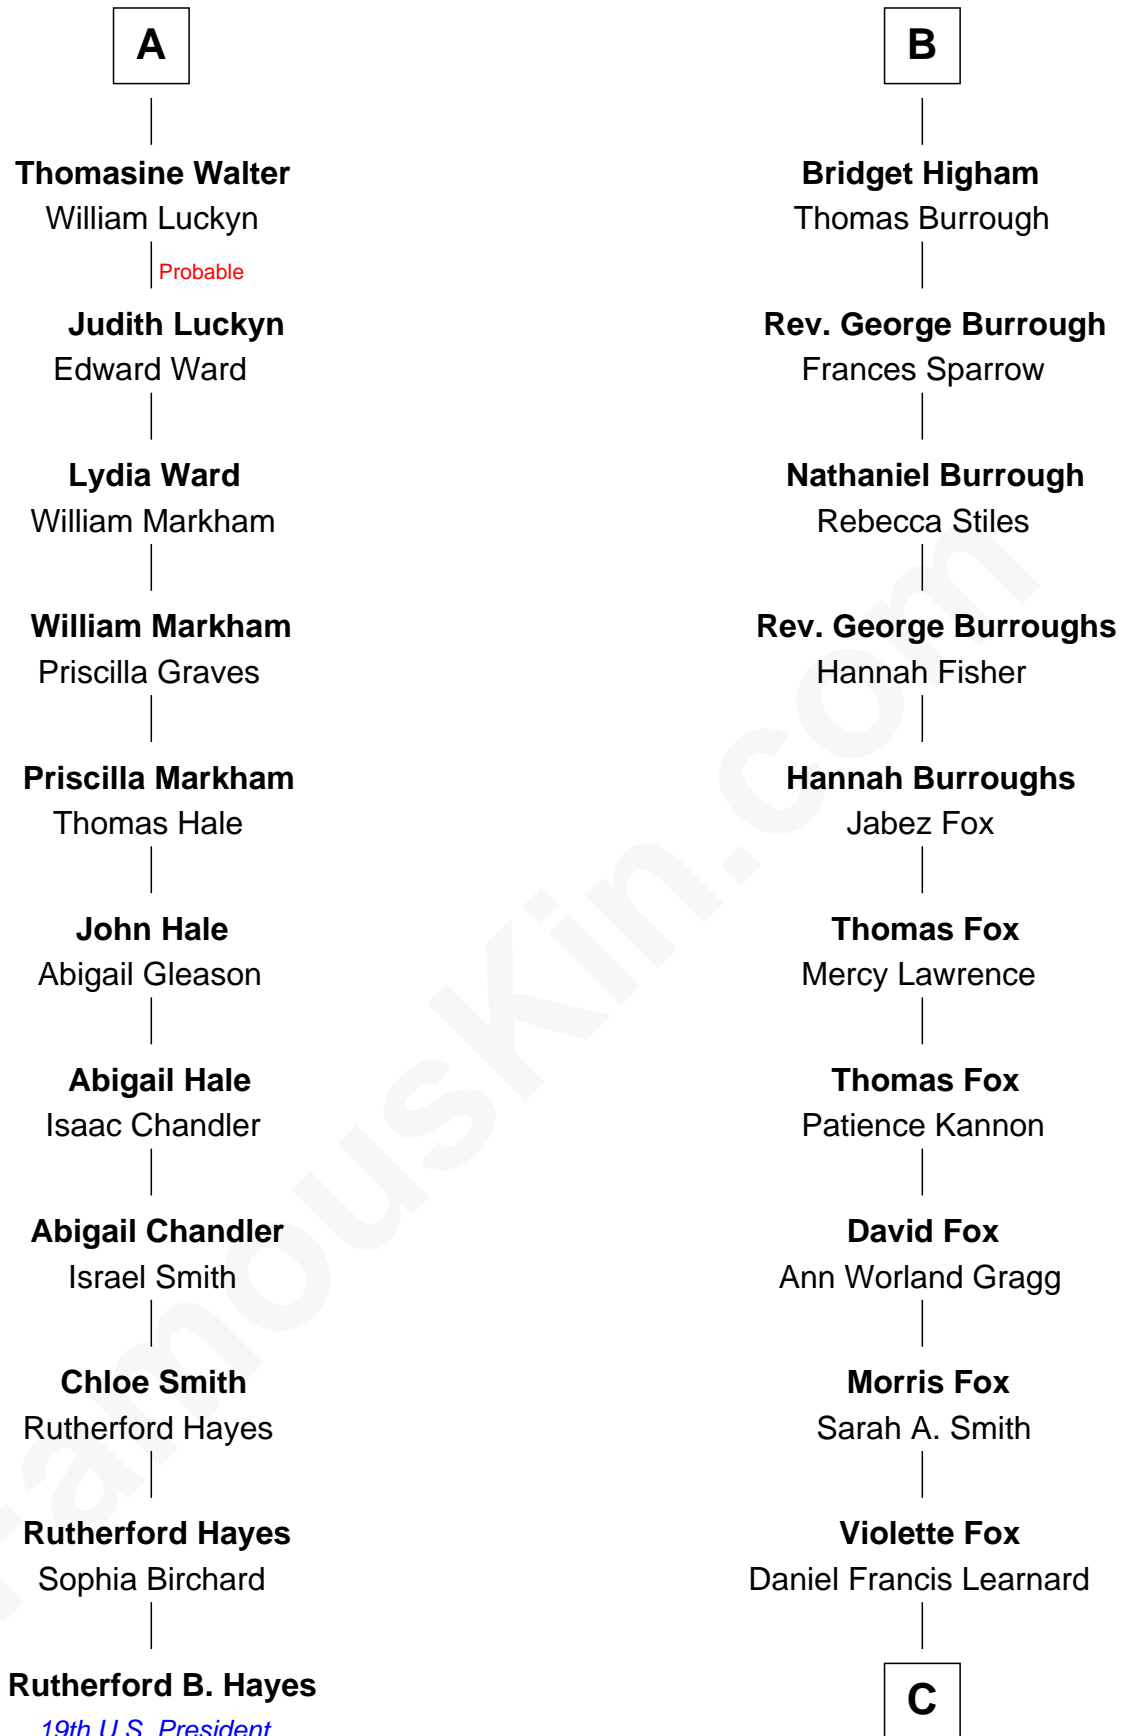 A
Thomasine Walter
William Luckyn
Probable
Judith Luckyn
Edward Ward
Lydia Ward
William Markham
William Markham
Priscilla Graves
Priscilla Markham
Thomas Hale
John Hale
Abigail Gleason
Abigail Hale
Isaac Chandler
Abigail Chandler
Israel Smith
Chloe Smith
Rutherford Hayes
Rutherford Hayes
Sophia Birchard
Rutherford B. Hayes
19th U.S. President
B
Bridget Higham
Thomas Burrough
Rev. George Burrough
Frances Sparrow
Nathaniel Burrough
Rebecca Stiles
Rev. George Burroughs
Hannah Fisher
Hannah Burroughs
Jabez Fox
Thomas Fox
Mercy Lawrence
Thomas Fox
Patience Kannon
David Fox
Ann Worland Gragg
Morris Fox
Sarah A. Smith
Violette Fox
Daniel Francis Learnard
C
FamousKin.com